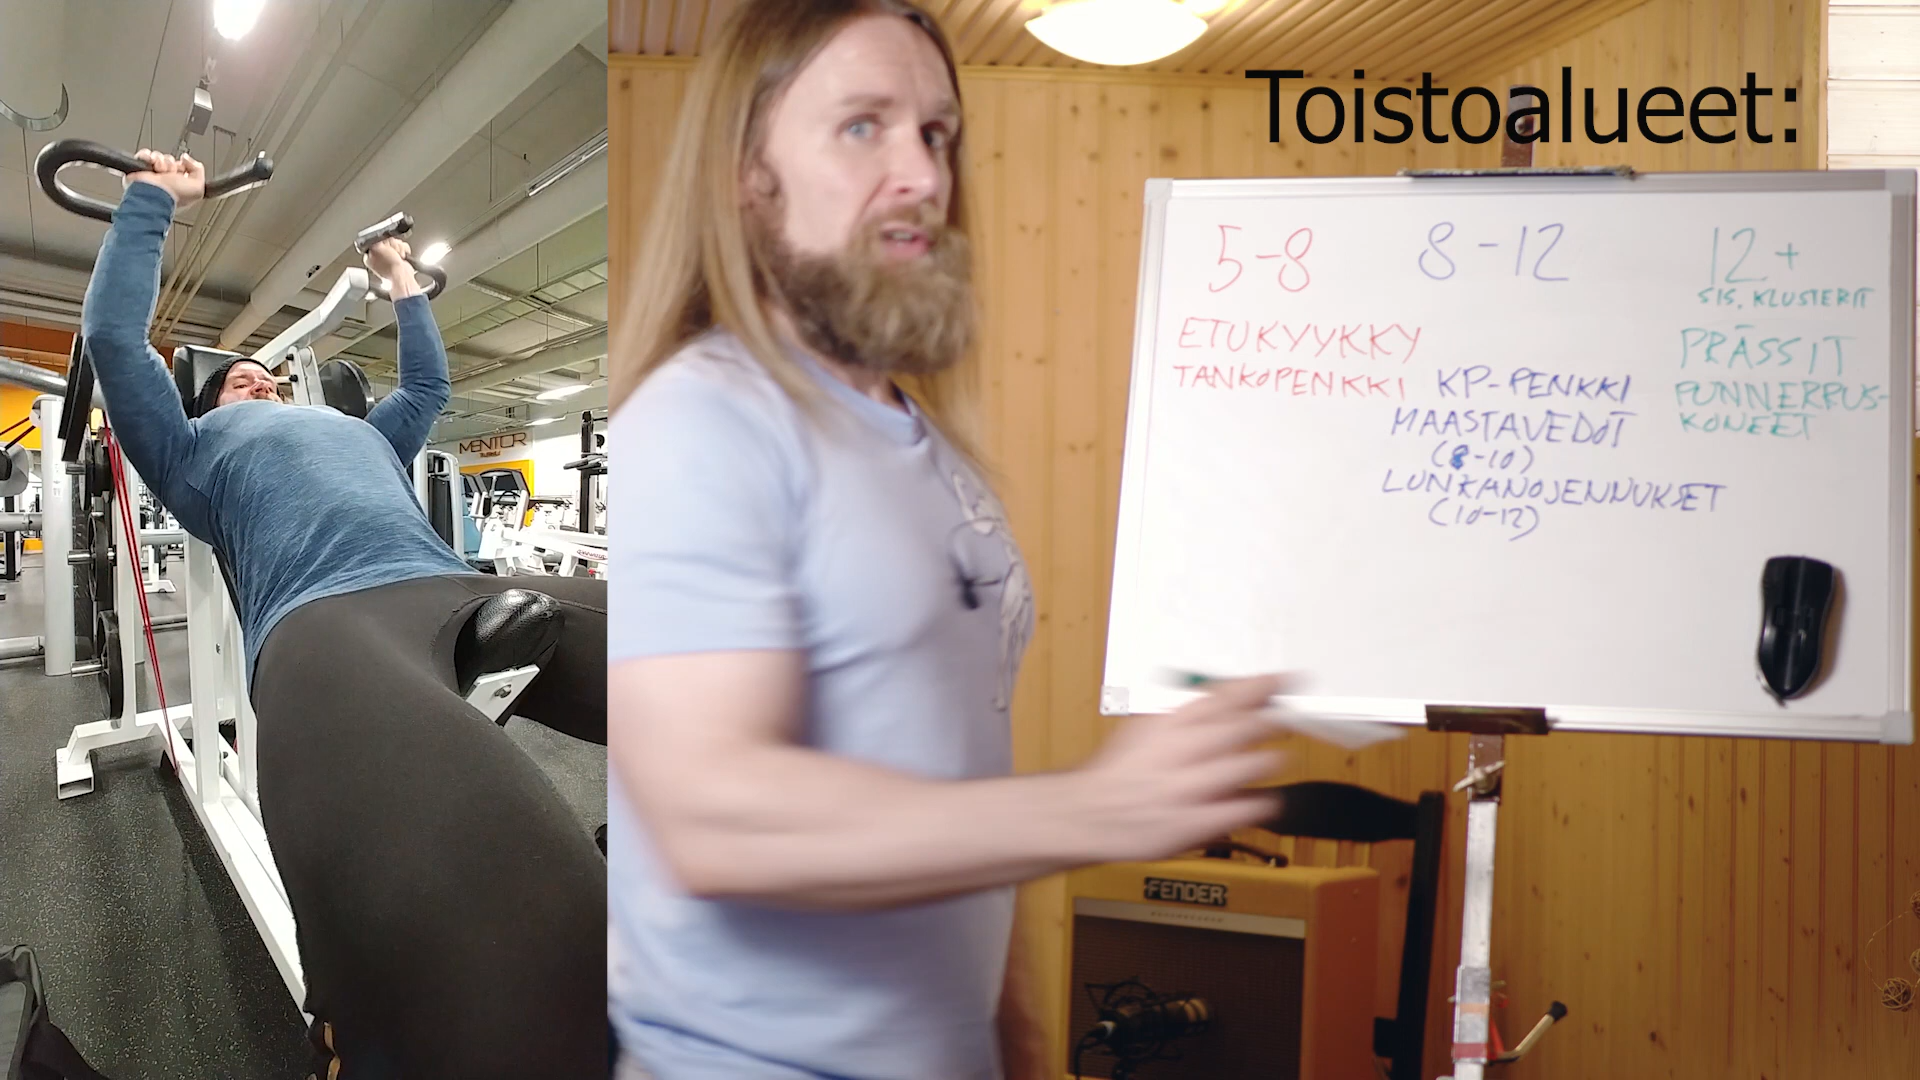 Toistoalueet:
5-8
ETUKYYKKY
TANKOPENKKI
8-12
KP-PENKKI
MAASTAVEDOT
(8-10)
LONKANOJENNUKSET
(10-12)
12+
SIS. KLUSTERIT
PRÄSSIT
PUNNERRUS-
KONEET
MENTOR
FENDER